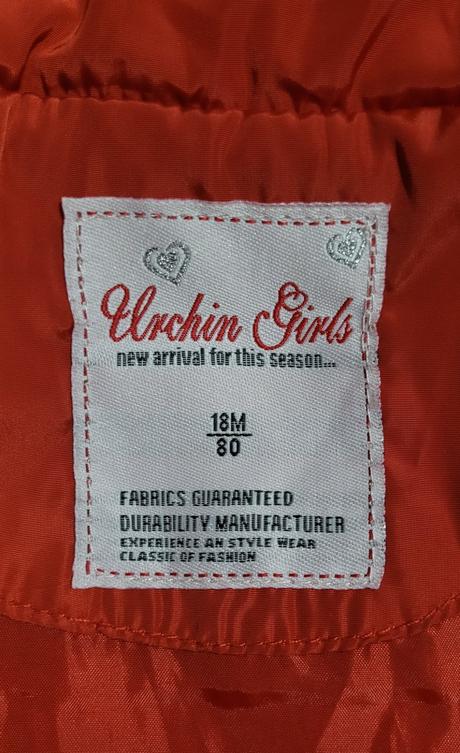 Urchin Girls
new arrival for this season...
18M
80
FABRICS GUARANTEED
DURABILITY MANUFACTURER
EXPERIENCE AN STYLE WEAR
CLASSIC OF FASHION